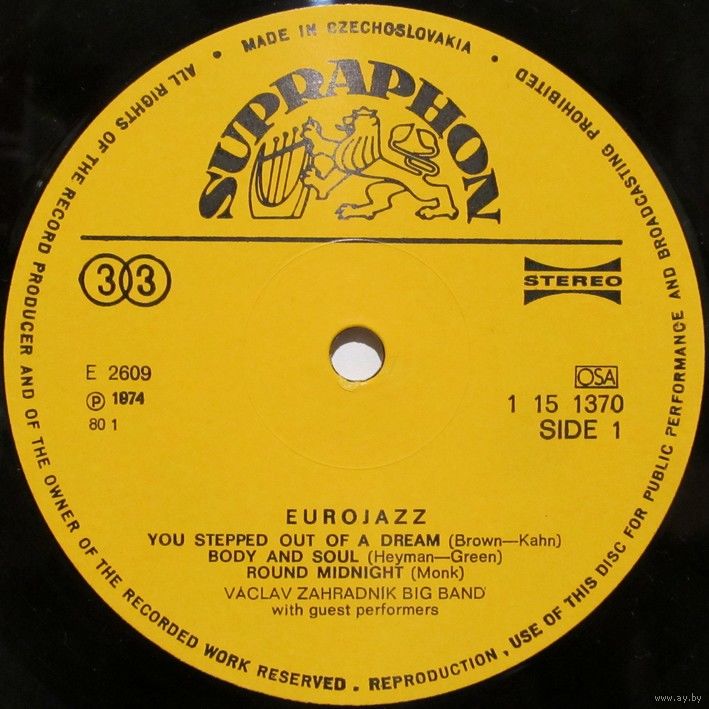 MADE IN CZECHOSLOVAKIA • BROADCASTING PROHIBITED
ALL RIGHTS OF THE RECORD PRODUCER AND OF THE OWNER OF THE RECORDED WORK RESERVED. REPRODUCTION, USE OF THIS DISC FOR PUBLIC PERFORMANCE AND
SUPRAPHON
33
STEREO
E 2609
℗ 1974
80 1
OSA
1 15 1370
SIDE 1
EUROJAZZ
YOU STEPPED OUT OF A DREAM (Brown—Kahn)
BODY AND SOUL (Heyman—Green)
ROUND MIDNIGHT (Monk)
VÁCLAV ZAHRADNÍK BIG BAND
with guest performers
www.ay.by